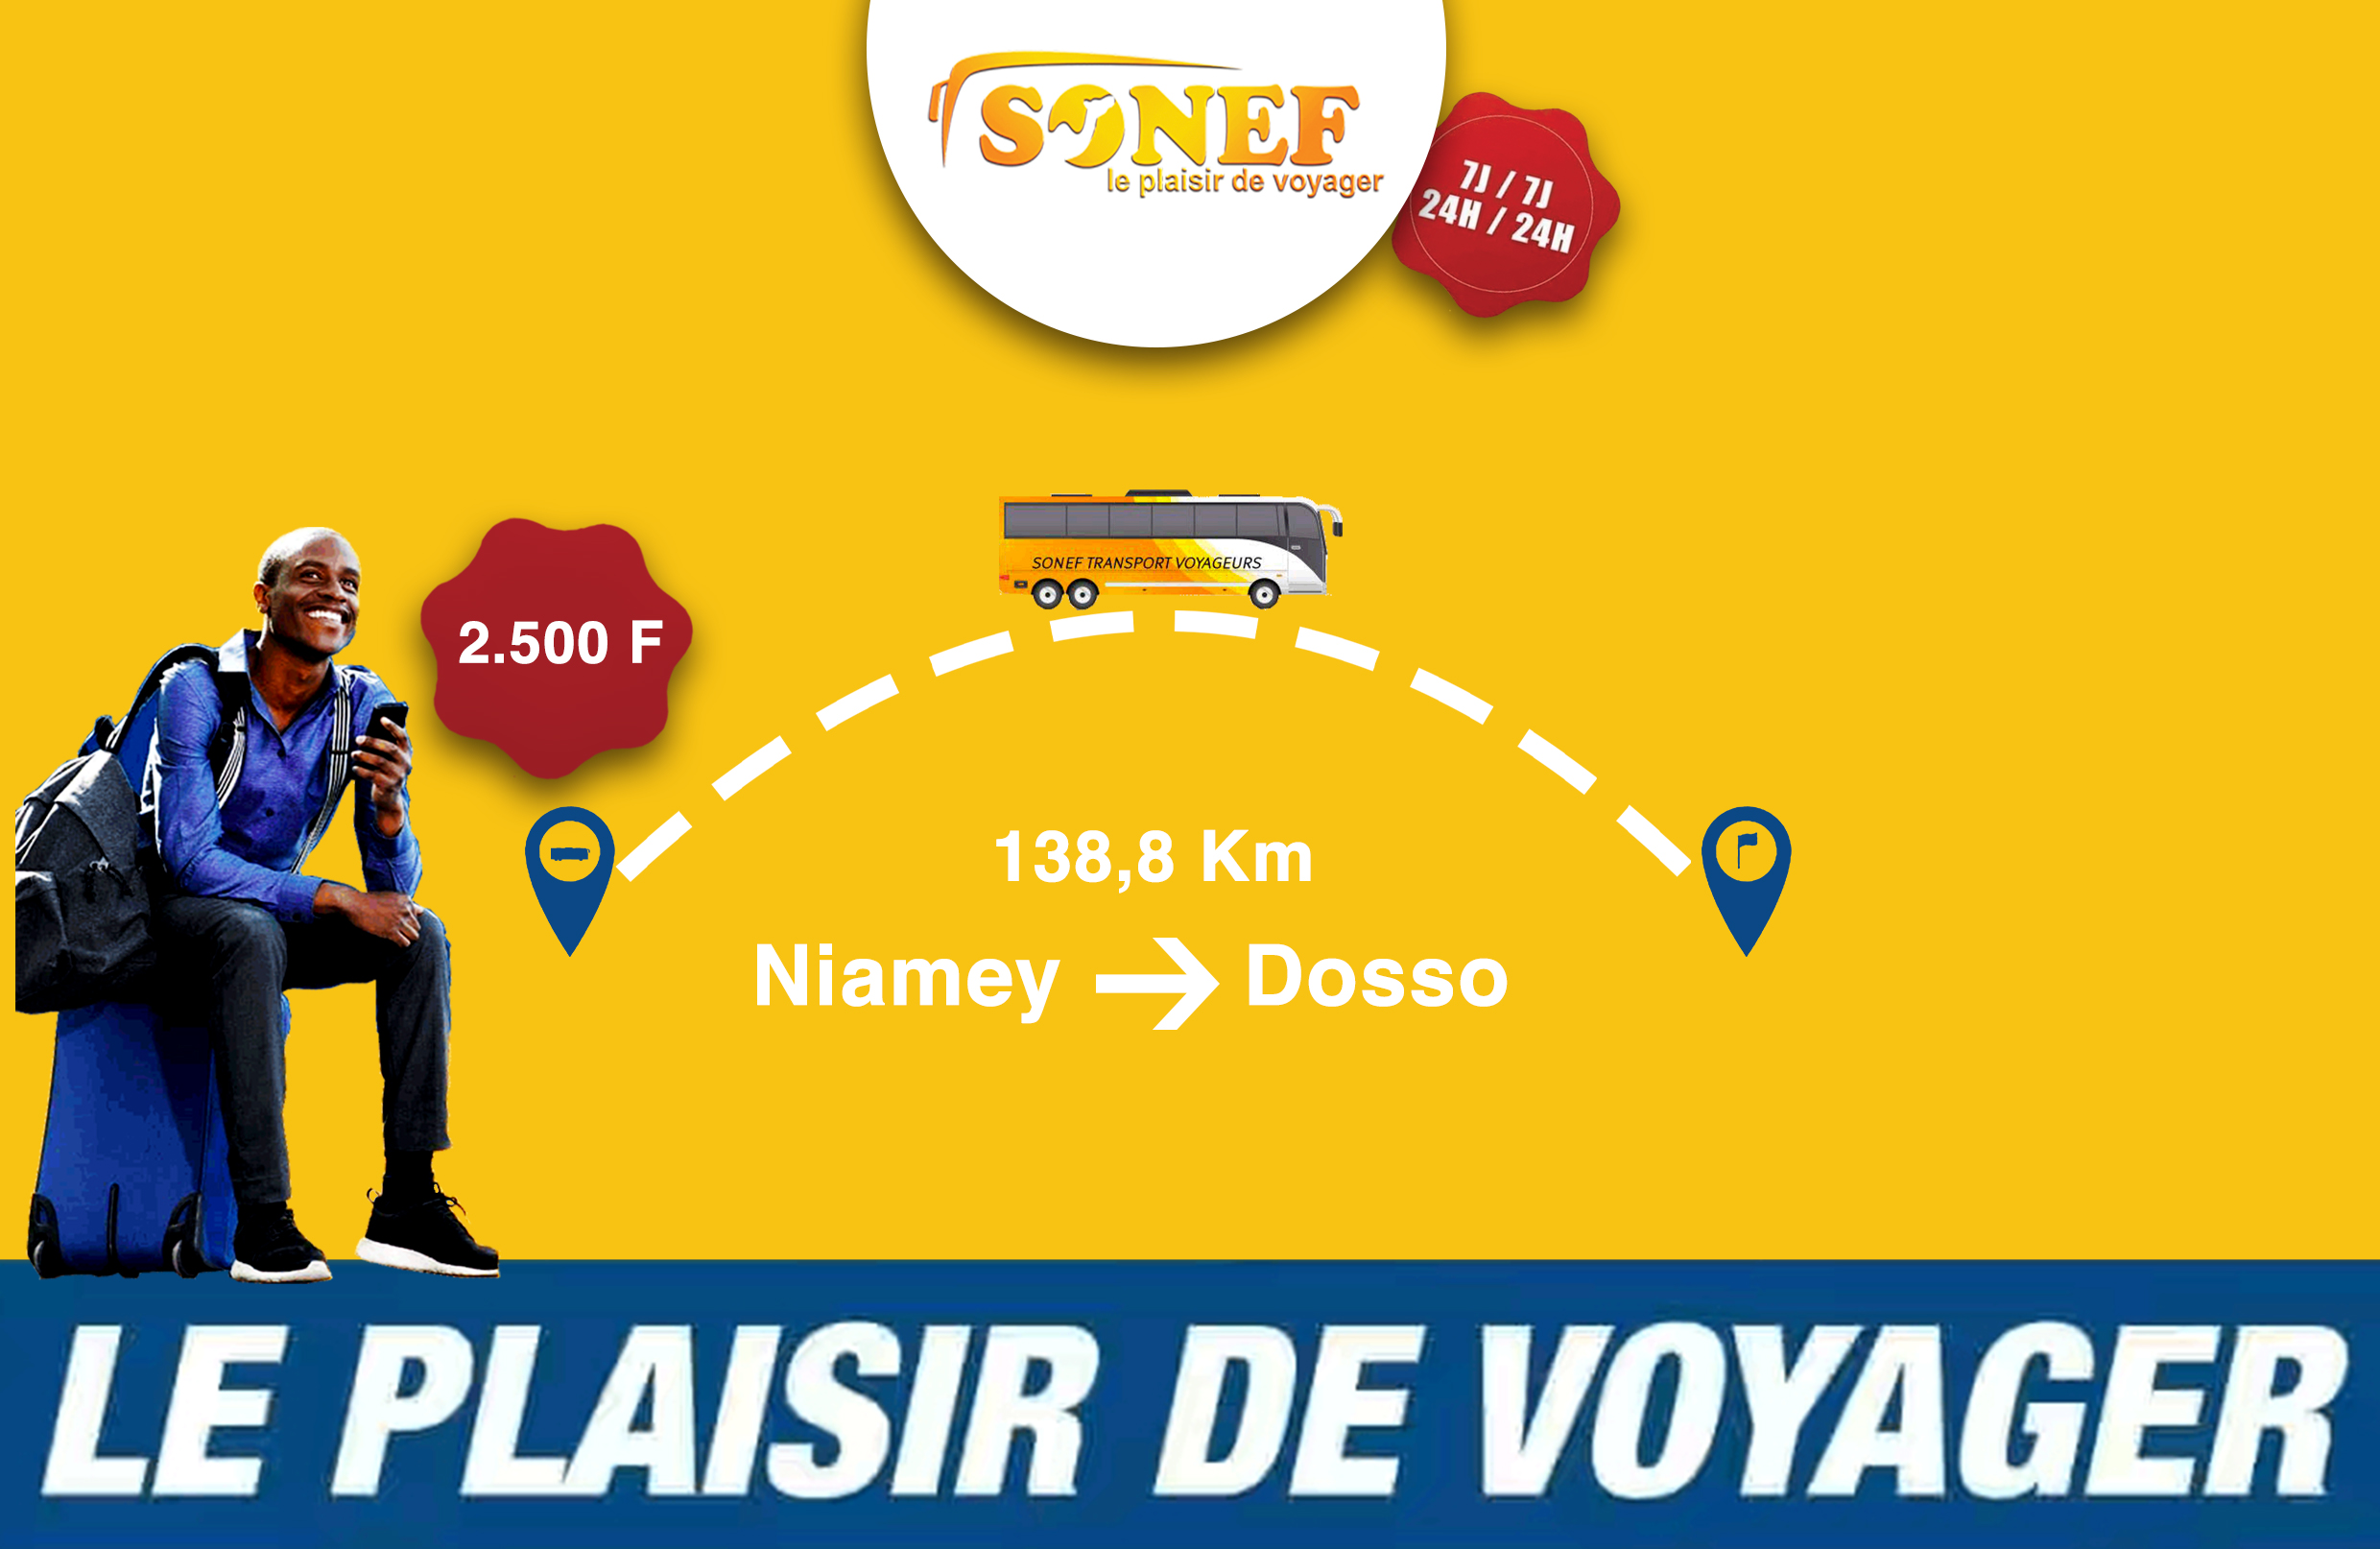 SONEF
le plaisir de voyager
7J / 7J
24H / 24H
SONEF TRANSPORT VOYAGEURS
2.500 F
138,8 Km
Niamey → Dosso
LE PLAISIR DE VOYAGER